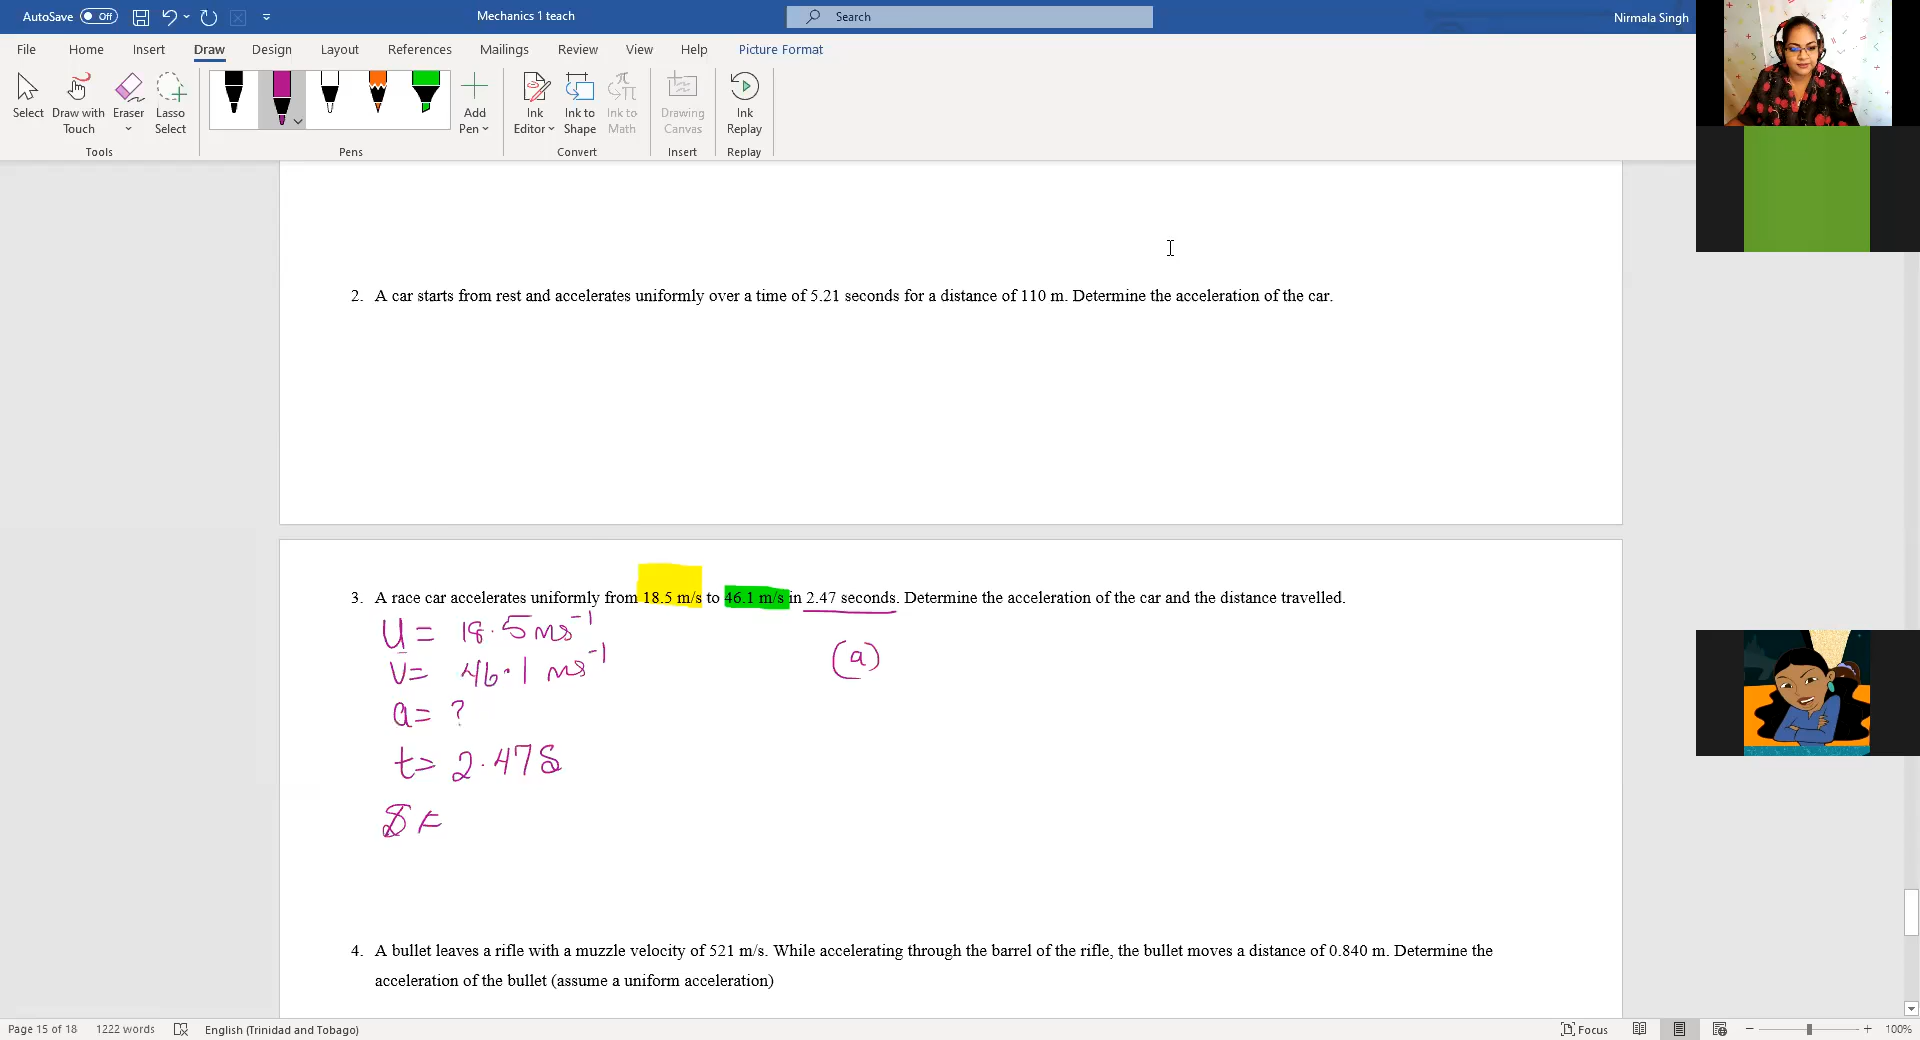 AutoSave Off
Mechanics 1 teach
Search
Nirmala Singh
File Home Insert Draw Design Layout References Mailings Review View Help Picture Format
Select
Draw with Touch
Eraser
Lasso Select
Add Pen
Ink Editor
Ink to Shape
Ink to Math
Drawing Canvas
Ink Replay
Tools Pens Convert Insert Replay
2. A car starts from rest and accelerates uniformly over a time of 5.21 seconds for a distance of 110 m. Determine the acceleration of the car.
3. A race car accelerates uniformly from 18.5 m/s to 46.1 m/s in 2.47 seconds. Determine the acceleration of the car and the distance travelled.
u = 18.5 ms⁻¹
v = 46.1 ms⁻¹
(a)
a = ?
t = 2.47 s
4. A bullet leaves a rifle with a muzzle velocity of 521 m/s. While accelerating through the barrel of the rifle, the bullet moves a distance of 0.840 m. Determine the
acceleration of the bullet (assume a uniform acceleration)
Page 15 of 18 1222 words English (Trinidad and Tobago) Focus 100%